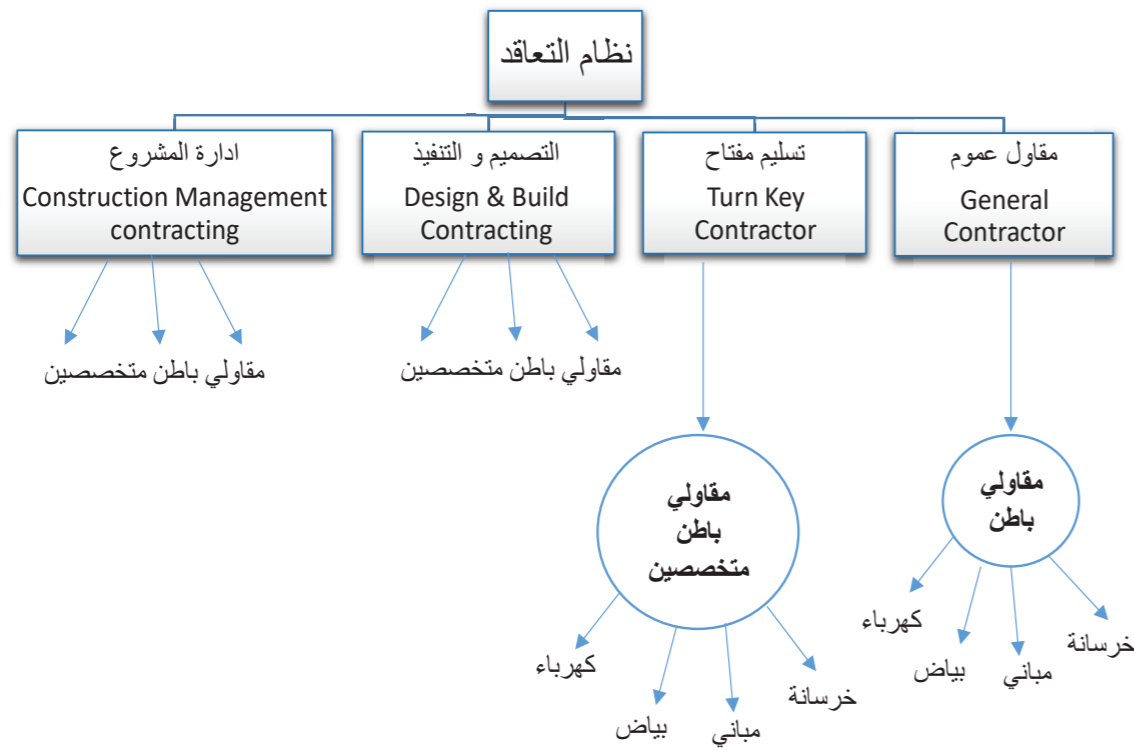 نظام التعاقد
مقاول عموم
General
Contractor
تسليم مفتاح
Turn Key
Contractor
التصميم و التنفيذ
Design & Build
Contracting
ادارة المشروع
Construction Management
contracting
مقاولي باطن متخصصين
مقاولي باطن متخصصين
مقاولي
باطن
خرسانة
مباني
بياض
كهرباء
مقاولي
باطن
متخصصين
خرسانة
مباني
بياض
كهرباء